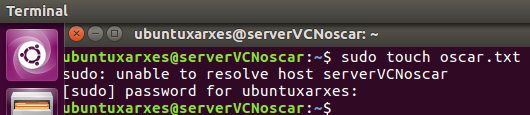 Terminal
ubuntuxarxes@serverVCNoscar: ~
ubuntuxarxes@serverVCNoscar:~$ sudo touch oscar.txt
sudo: unable to resolve host serverVCNoscar
[sudo] password for ubuntuxarxes:
ubuntuxarxes@serverVCNoscar:~$